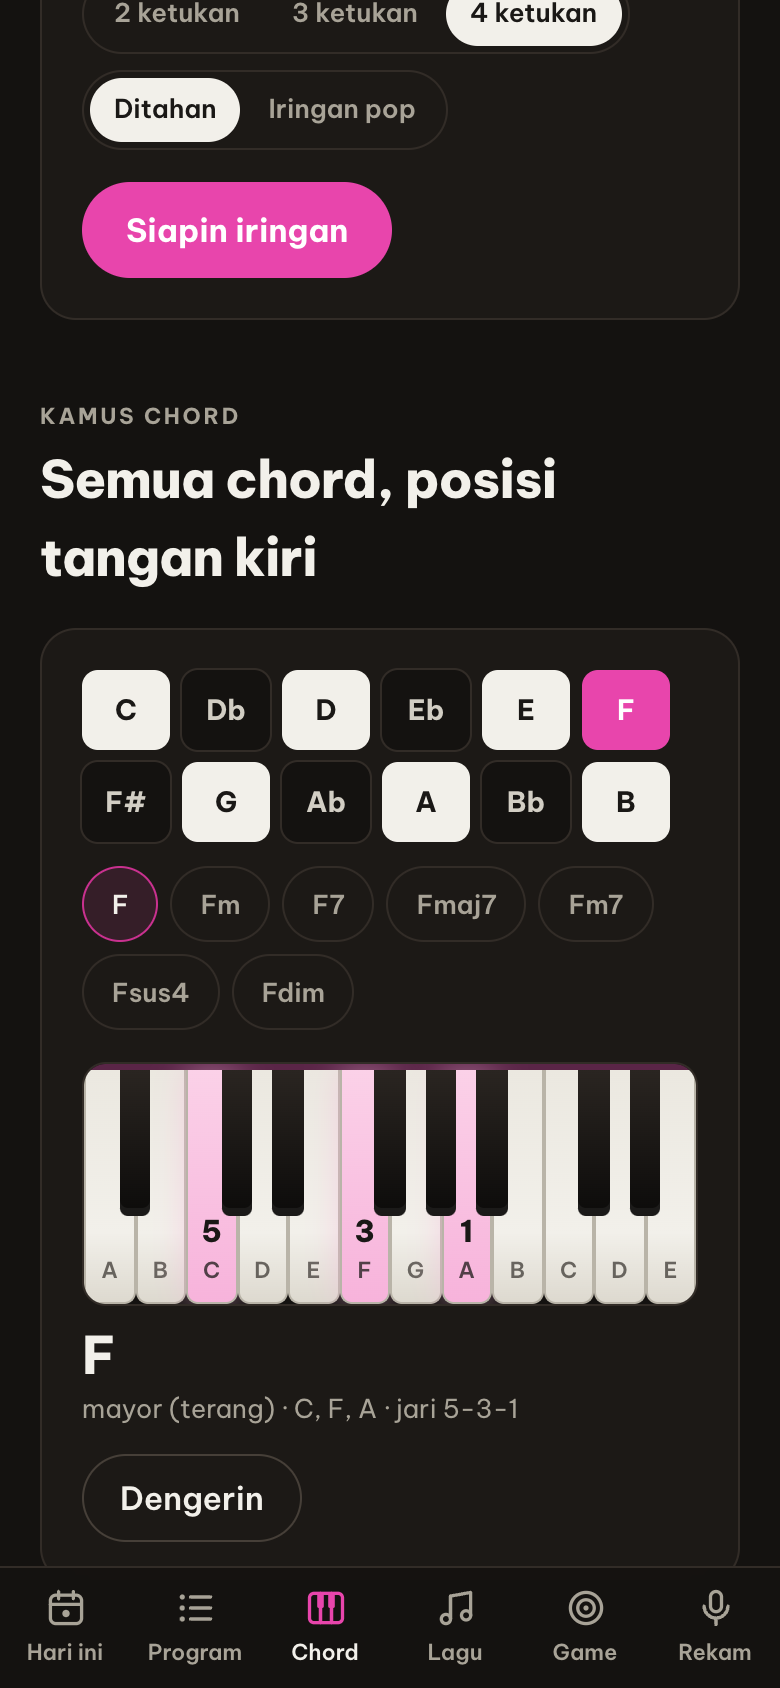 2 ketukan 3 ketukan 4 ketukan
Ditahan Iringan pop
Siapin iringan
KAMUS CHORD
Semua chord, posisi
tangan kiri
C Db D Eb E F
F# G Ab A Bb B
F Fm F7 Fmaj7 Fm7
Fsus4 Fdim
5 3 1
A B C D E F G A B C D E
F
mayor (terang) · C, F, A · jari 5-3-1
Dengerin
Hari ini Program Chord Lagu Game Rekam